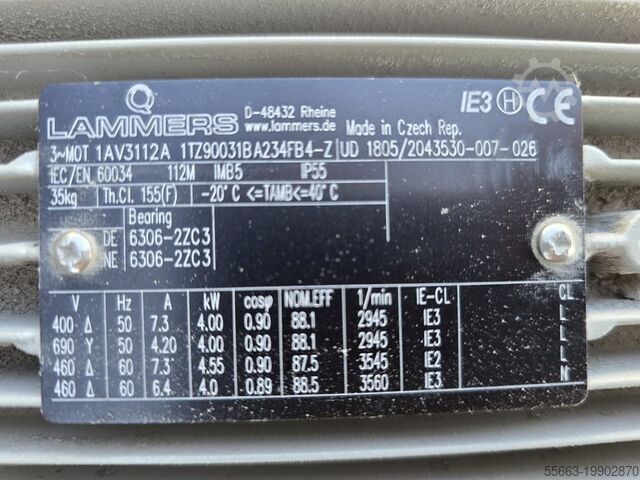 LAMMERS
D-48432 Rheine
www.lammers.de
Made in Czech Rep.
IE3 H CE
3~MOT 1AV3112A 1TZ90031BA234FB4-Z UD 1805/2043530-007-026
IEC/EN 60034 112M IMB5 IP55
35kg Th.Cl. 155(F) -20°C <=TAMB<=40°C
Bearing
DE 6306-2ZC3
NE 6306-2ZC3
V Hz A kW cosφ NOM.EFF 1/min IE-CL CL
400 Δ 50 7.3 4.00 0.90 88.1 2945 IE3 L
690 Y 50 4.20 4.00 0.90 88.1 2945 IE3 L
460 Δ 60 7.3 4.55 0.90 87.5 3545 IE2 L
460 Δ 60 6.4 4.0 0.89 88.5 3560 IE3 N
55663-19902870